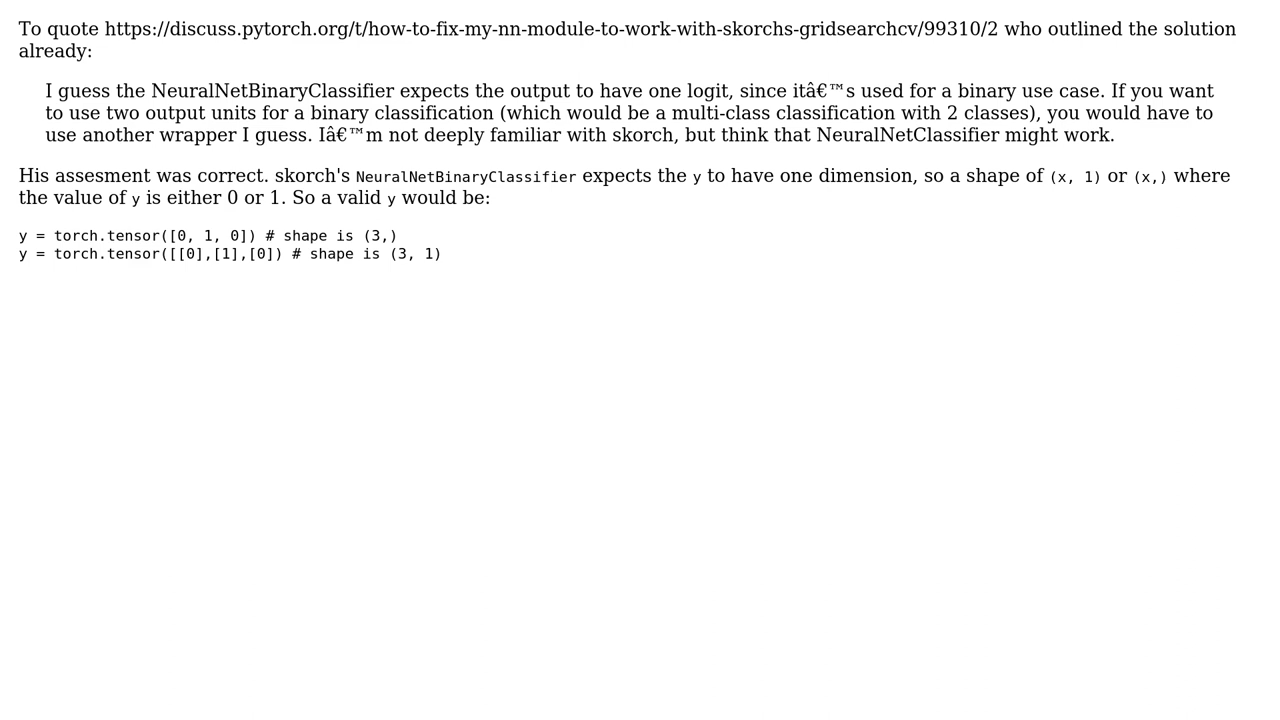 To quote https://discuss.pytorch.org/t/how-to-fix-my-nn-module-to-work-with-skorchs-gridsearchcv/99310/2 who outlined the solution
already:
I guess the NeuralNetBinaryClassifier expects the output to have one logit, since itâ€™s used for a binary use case. If you want
to use two output units for a binary classification (which would be a multi-class classification with 2 classes), you would have to
use another wrapper I guess. Iâ€™m not deeply familiar with skorch, but think that NeuralNetClassifier might work.
His assesment was correct. skorch's NeuralNetBinaryClassifier expects the y to have one dimension, so a shape of (x, 1) or (x,) where
the value of y is either 0 or 1. So a valid y would be:
y = torch.tensor([0, 1, 0]) # shape is (3,)
y = torch.tensor([[0],[1],[0]) # shape is (3, 1)